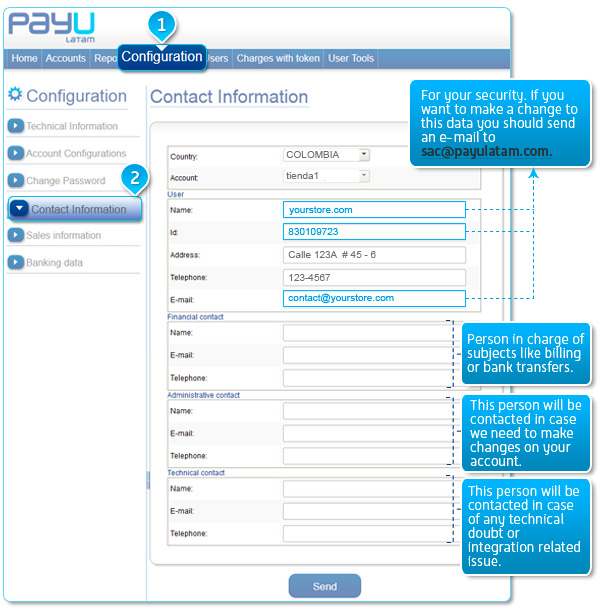 payU
LATAM
1
Home Accounts Repo Configuration Users Charges with token User Tools
Configuration
Technical Information
Account Configurations
Change Password
2
Contact Information
Sales information
Banking data
Contact Information
For your security. If you
want to make a change to
this data you should send
an e-mail to
sac@payulatam.com.
Country: COLOMBIA
Account: tienda1
User
Name: yourstore.com
Id: 830109723
Address: Calle 123A # 45 - 6
Telephone: 123-4567
E-mail: contact@yourstore.com
Financial contact
Name:
E-mail:
Telephone:
Person in charge of
subjects like billing
or bank transfers.
Administrative contact
Name:
E-mail:
Telephone:
This person will be
contacted in case
we need to make
changes on your
account.
Technical contact
Name:
E-mail:
Telephone:
This person will be
contacted in case
of any technical
doubt or
integration related
issue.
Send